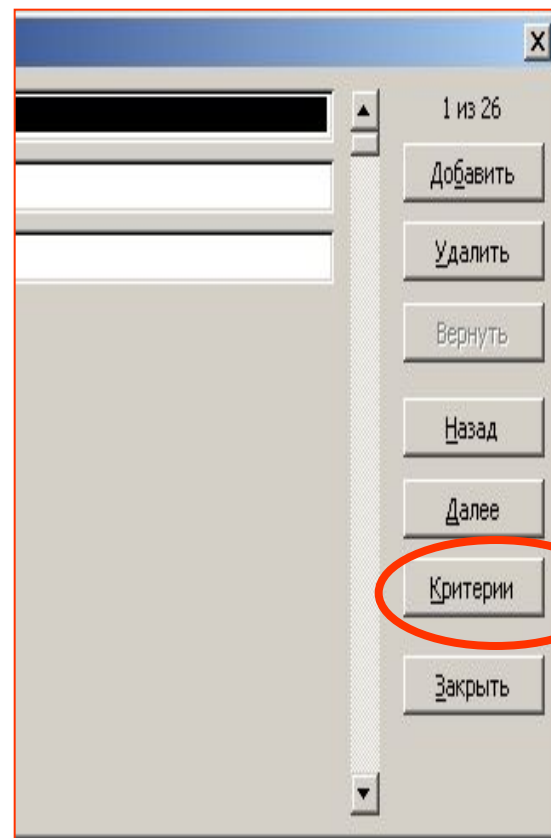 1 из 26
Добавить
Удалить
Вернуть
Назад
Далее
Критерии
Закрыть